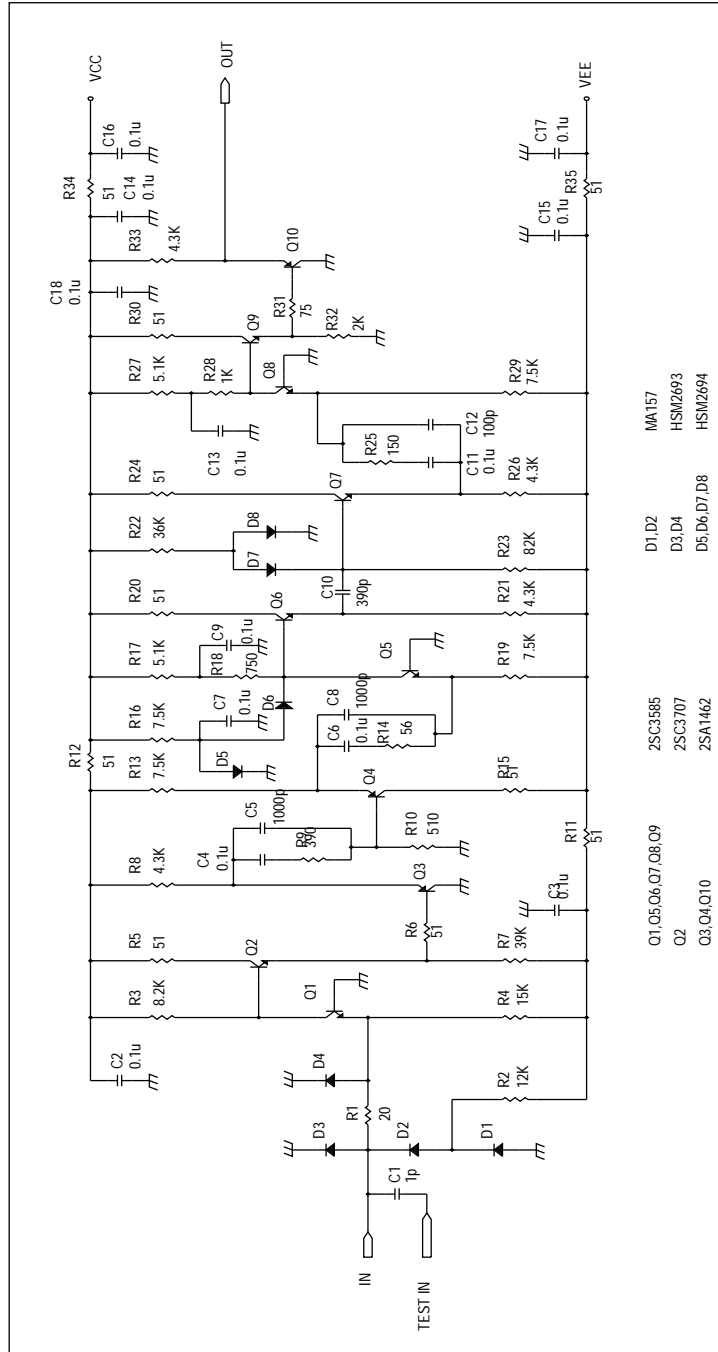 VCC
C16
0.1u
R34
51
C14
0.1u
OUT
R33
4.3K
C18
0.1u
R30
51
Q10
R31
75
R32
2K
Q9
R27
5.1K
R28
1K
Q8
C13
0.1u
R24
51
R25
150
C12
100p
C11
0.1u
Q7
R22
36K
D8
D7
C10
390p
R20
51
Q6
R17
5.1K
C9
0.1u
R18
750
Q5
R16
7.5K
C7
0.1u
D6
D5
R12
51
R13
7.5K
C8
1000p
C6
0.1u
R14
56
Q4
C5
1000p
R9
390
C4
0.1u
R10
510
R8
4.3K
Q3
R5
51
Q2
R6
51
R3
8.2K
Q1
C2
0.1u
D4
D3
R1
20
D2
D1
C1
1p
IN
TEST IN
R2
12K
R4
15K
R7
39K
C3
0.1u
R11
51
R15
51
R19
7.5K
R21
4.3K
R23
82K
R26
4.3K
R29
7.5K
C15
0.1u
R35
51
C17
0.1u
VEE
Q1,Q5,Q6,Q7,Q8,Q9 2SC3585
Q2 2SC3707
Q3,Q4,Q10 2SA1462
D1,D2 MA157
D3,D4 HSM2693
D5,D6,D7,D8 HSM2694